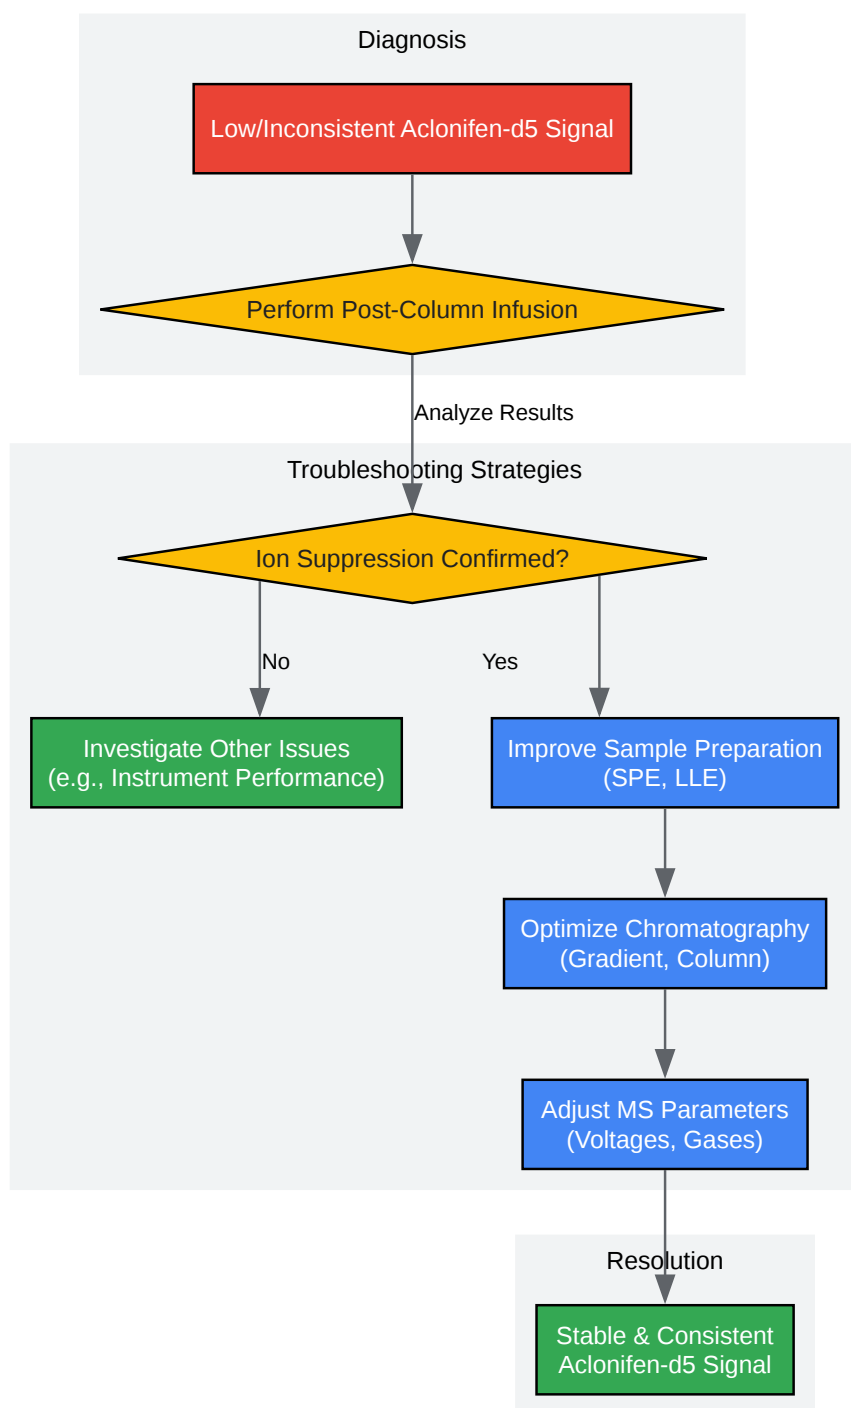 Diagnosis
Low/Inconsistent Aclonifen-d5 Signal
Perform Post-Column Infusion
Analyze Results
Troubleshooting Strategies
Ion Suppression Confirmed?
No
Yes
Investigate Other Issues
(e.g., Instrument Performance)
Improve Sample Preparation
(SPE, LLE)
Optimize Chromatography
(Gradient, Column)
Adjust MS Parameters
(Voltages, Gases)
Resolution
Stable & Consistent
Aclonifen-d5 Signal